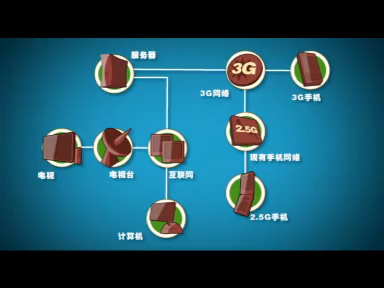 服务器
3G
3G网络
3G手机
2.5G
现有手机网络
电视
电视台
互联网
2.5G手机
计算机